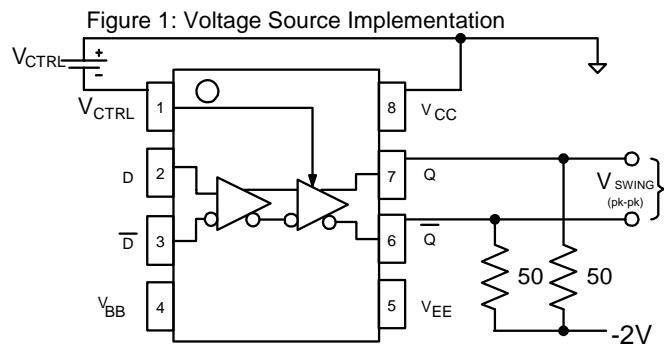 Figure 1: Voltage Source Implementation
VCTRL
+
-
VCTRL
1
8
VCC
D
2
7
Q
VSWING
(pk-pk)
D
3
6
Q
50
50
VBB
4
5
VEE
-2V